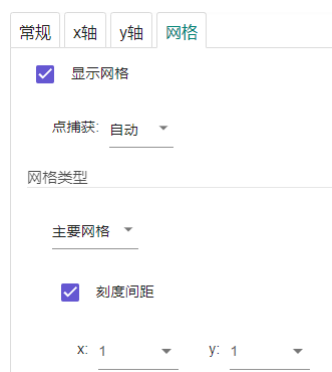 常规 x轴 y轴 网格
显示网格
点捕获: 自动
网格类型
主要网格
刻度间距
x: 1 y: 1